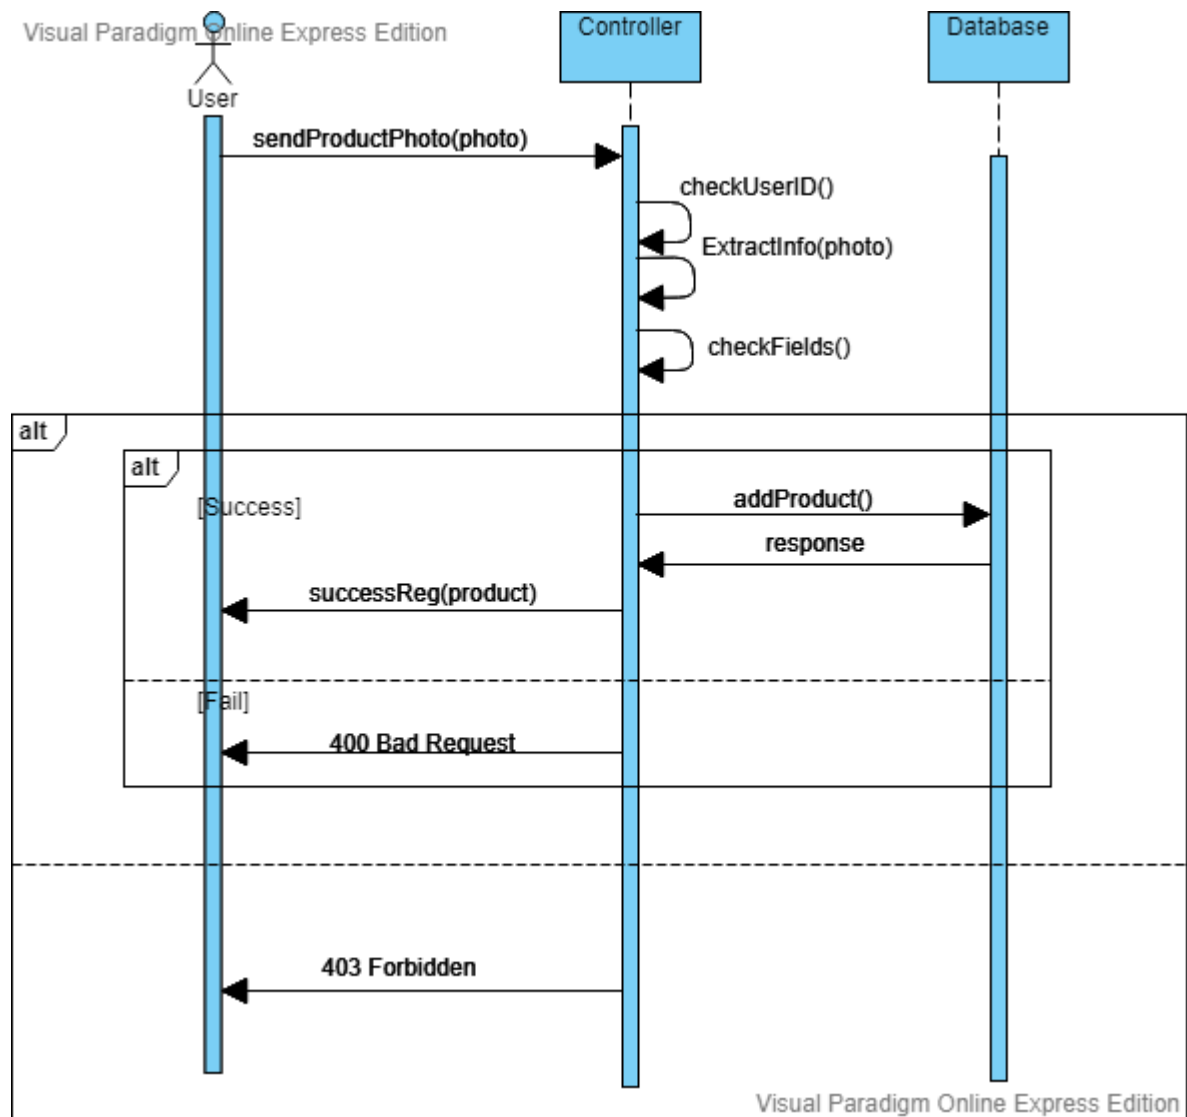 Visual Paradigm Online Express Edition
Controller
Database
User
sendProductPhoto(photo)
checkUserID()
ExtractInfo(photo)
checkFields()
alt
alt
[Success]
addProduct()
response
successReg(product)
[Fail]
400 Bad Request
403 Forbidden
Visual Paradigm Online Express Edition